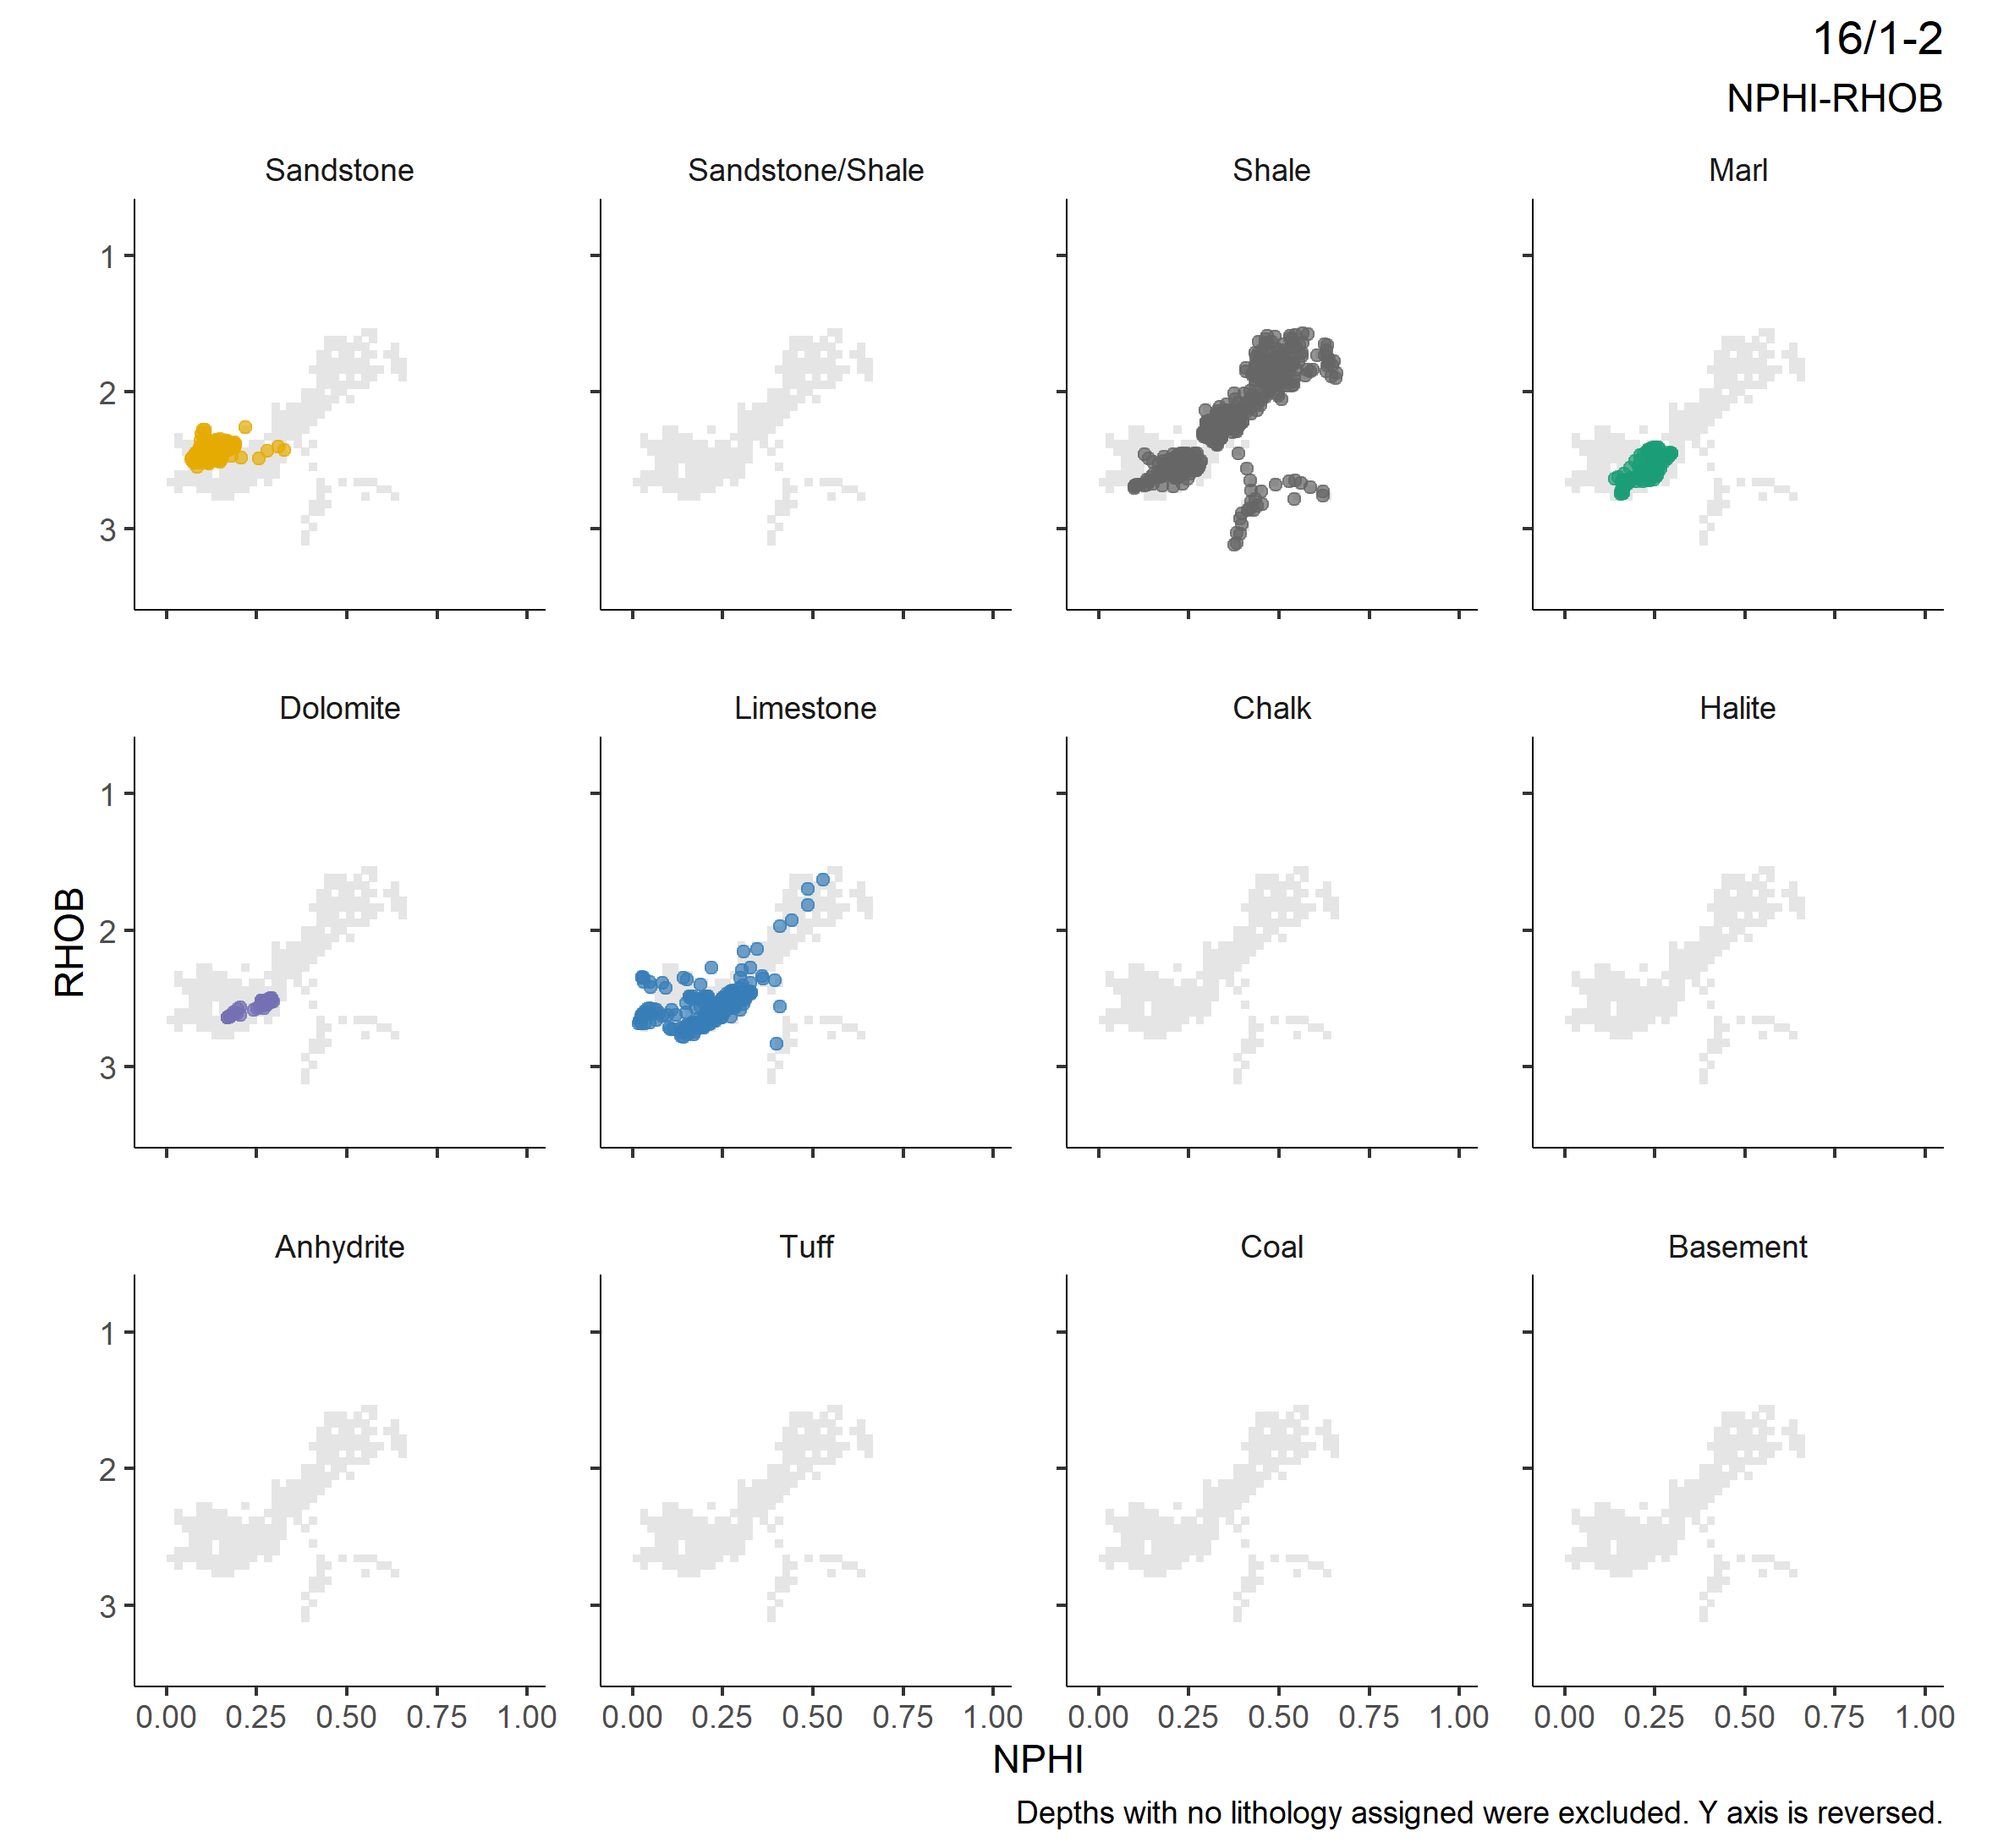 16/1-2
NPHI-RHOB
Sandstone
Sandstone/Shale
Shale
Marl
1
2
3
Dolomite
Limestone
Chalk
Halite
RHOB
1
2
3
Anhydrite
Tuff
Coal
Basement
1
2
3
0.00 0.25 0.50 0.75 1.00
0.00 0.25 0.50 0.75 1.00
0.00 0.25 0.50 0.75 1.00
0.00 0.25 0.50 0.75 1.00
NPHI
Depths with no lithology assigned were excluded. Y axis is reversed.